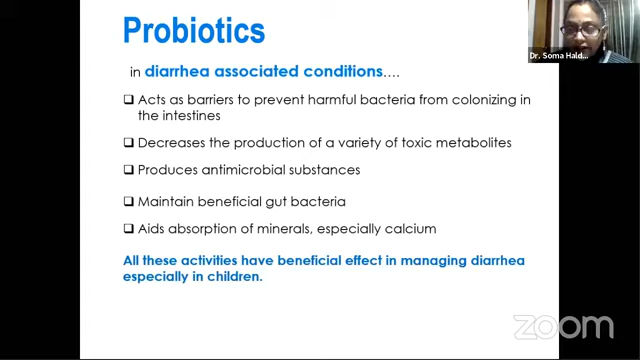 Probiotics
in diarrhea associated conditions....
❑ Acts as barriers to prevent harmful bacteria from colonizing in
the intestines
❑ Decreases the production of a variety of toxic metabolites
❑ Produces antimicrobial substances
❑ Maintain beneficial gut bacteria
❑ Aids absorption of minerals, especially calcium
All these activities have beneficial effect in managing diarrhea
especially in children.
Dr. Soma Hald...
zoom